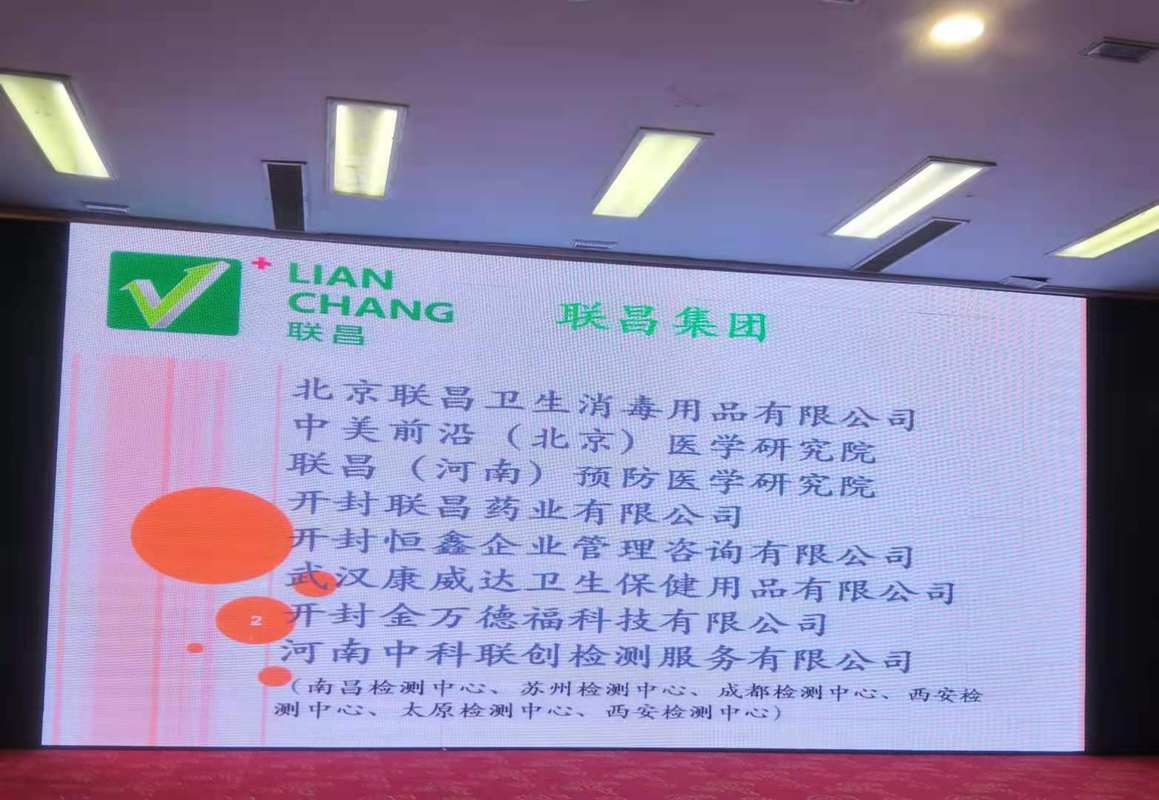 LIAN
CHANG
联昌
联昌集团
北京联昌卫生消毒用品有限公司
中美前沿（北京）医学研究院
联昌（河南）预防医学研究院
开封联昌药业有限公司
开封恒鑫企业管理咨询有限公司
武汉康威达卫生保健用品有限公司
2
开封金万德福科技有限公司
河南中科联创检测服务有限公司
（南昌检测中心、苏州检测中心、成都检测中心、西安检
测中心、太原检测中心、西安检测中心）